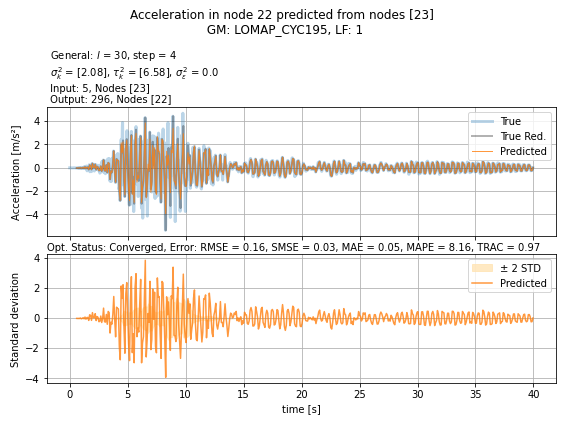 Acceleration in node 22 predicted from nodes [23]
GM: LOMAP_CYC195, LF: 1
General: l = 30, step = 4
σ²ₖ = [2.08], τ²ₖ = [6.58], σ²ε = 0.0
Input: 5, Nodes [23]
Output: 296, Nodes [22]
Acceleration [m/s²]
4
2
0
−2
−4
True
True Red.
Predicted
Opt. Status: Converged, Error: RMSE = 0.16, SMSE = 0.03, MAE = 0.05, MAPE = 8.16, TRAC = 0.97
Standard deviation
4
2
0
−2
−4
± 2 STD
Predicted
0 5 10 15 20 25 30 35 40
time [s]